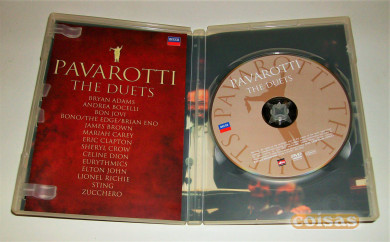 DECCA
PAVAROTTI
THE DUETS
BRYAN ADAMS
ANDREA BOCELLI
BON JOVI
BONO/THE EDGE/BRIAN ENO
JAMES BROWN
MARIAH CAREY
ERIC CLAPTON
SHERYL CROW
CELINE DION
EURYTHMICS
ELTON JOHN
LIONEL RICHIE
STING
ZUCCHERO
PAVAROTTI
THE DUETS
DVD
coisas